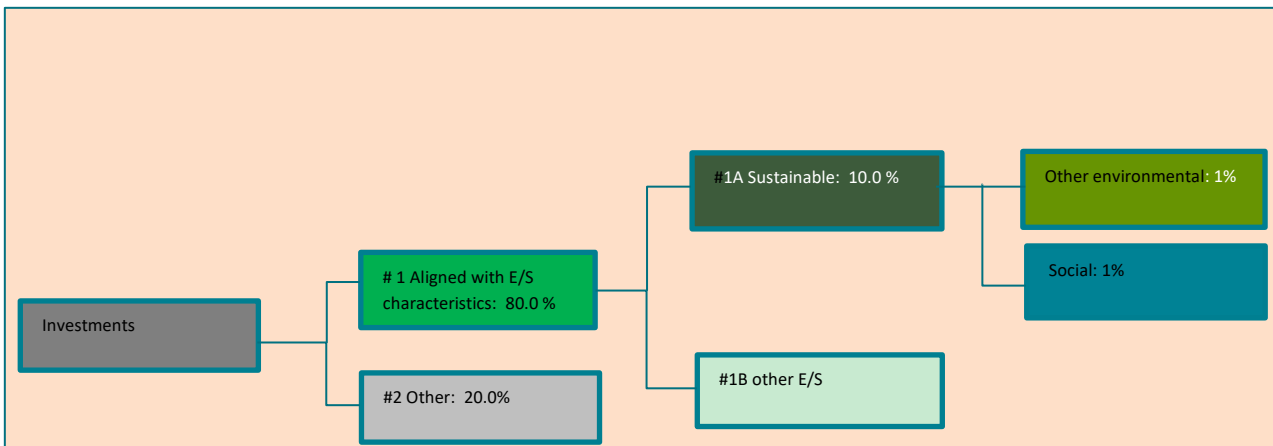 #1A Sustainable: 10.0 %
Other environmental: 1%
Social: 1%
# 1 Aligned with E/S
characteristics: 80.0 %
Investments
#2 Other: 20.0%
#1B other E/S